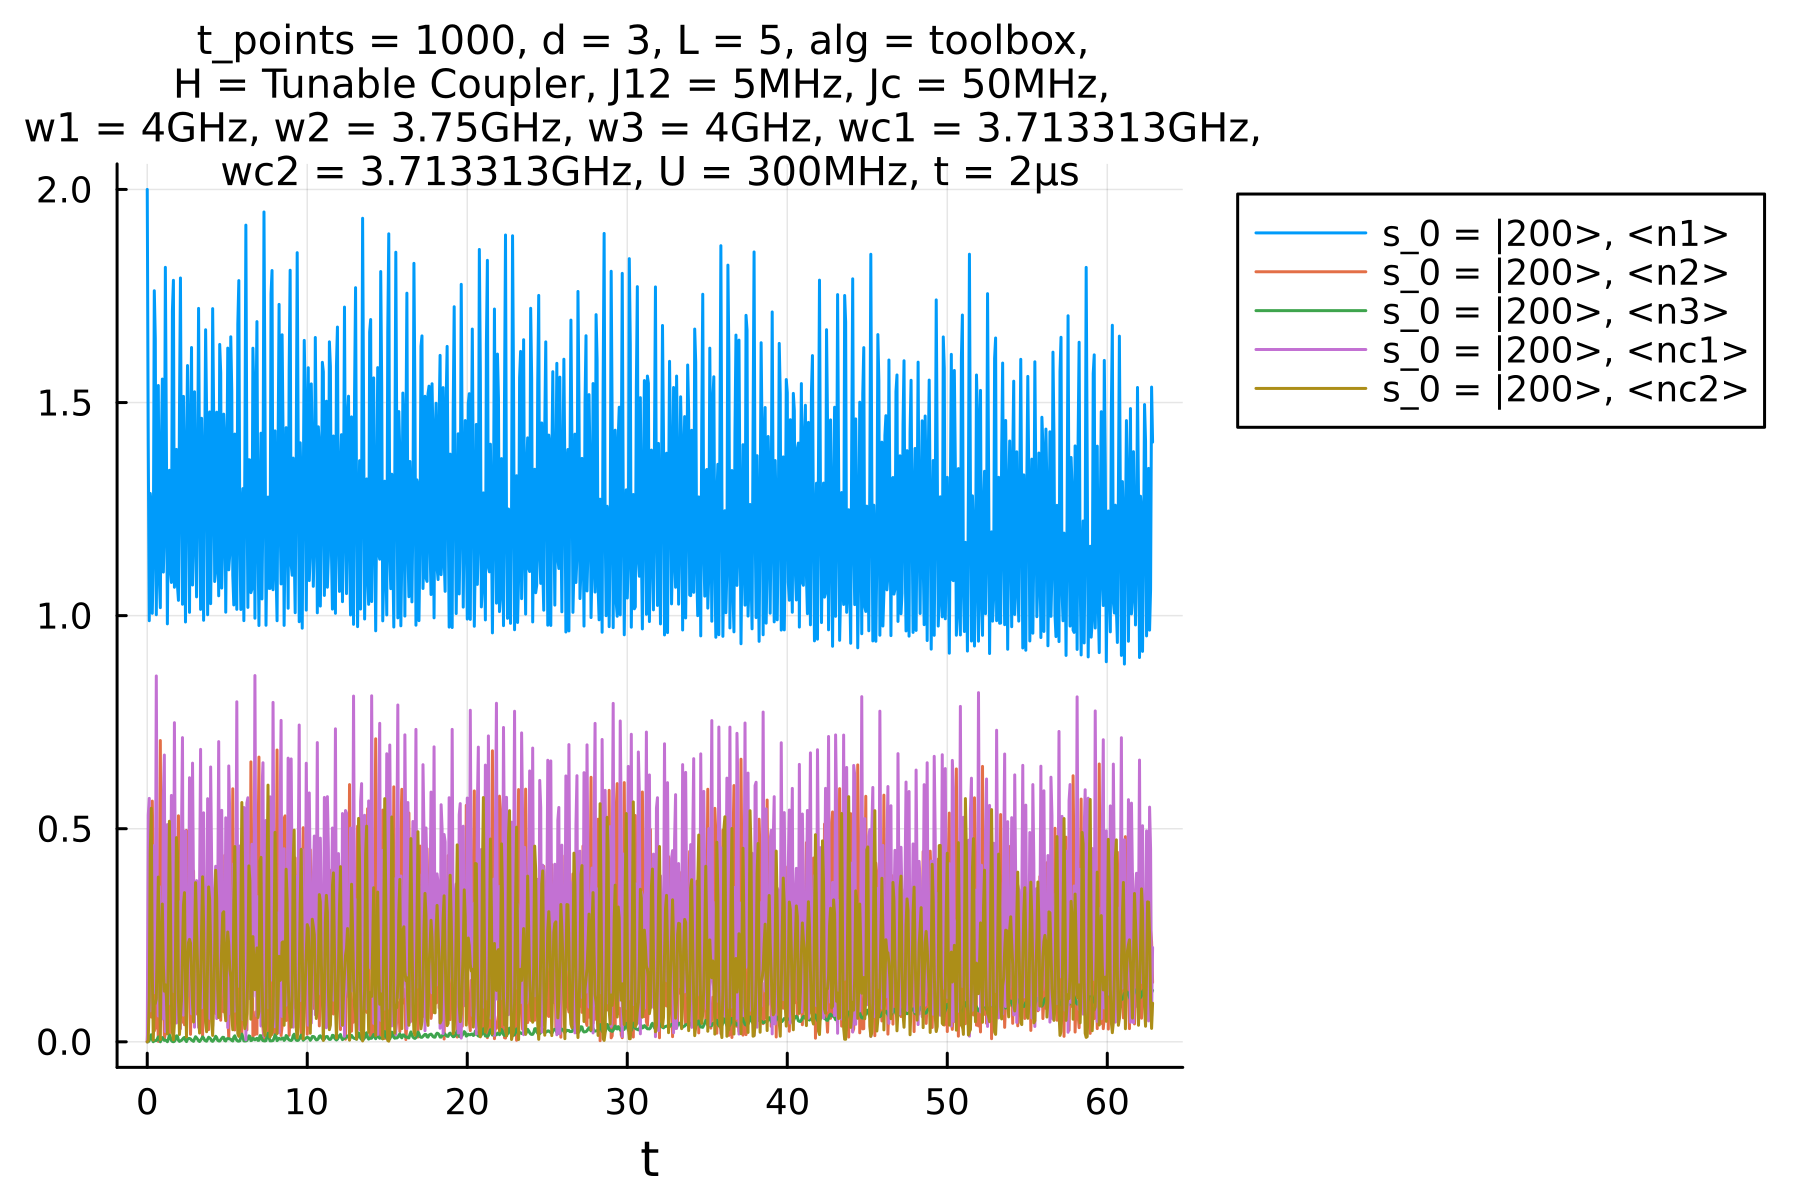 t_points = 1000, d = 3, L = 5, alg = toolbox,
H = Tunable Coupler, J12 = 5MHz, Jc = 50MHz,
w1 = 4GHz, w2 = 3.75GHz, w3 = 4GHz, wc1 = 3.713313GHz,
wc2 = 3.713313GHz, U = 300MHz, t = 2µs
2.0
1.5
1.0
0.5
0.0
0 10 20 30 40 50 60
t
s_0 = |200>, <n1>
s_0 = |200>, <n2>
s_0 = |200>, <n3>
s_0 = |200>, <nc1>
s_0 = |200>, <nc2>